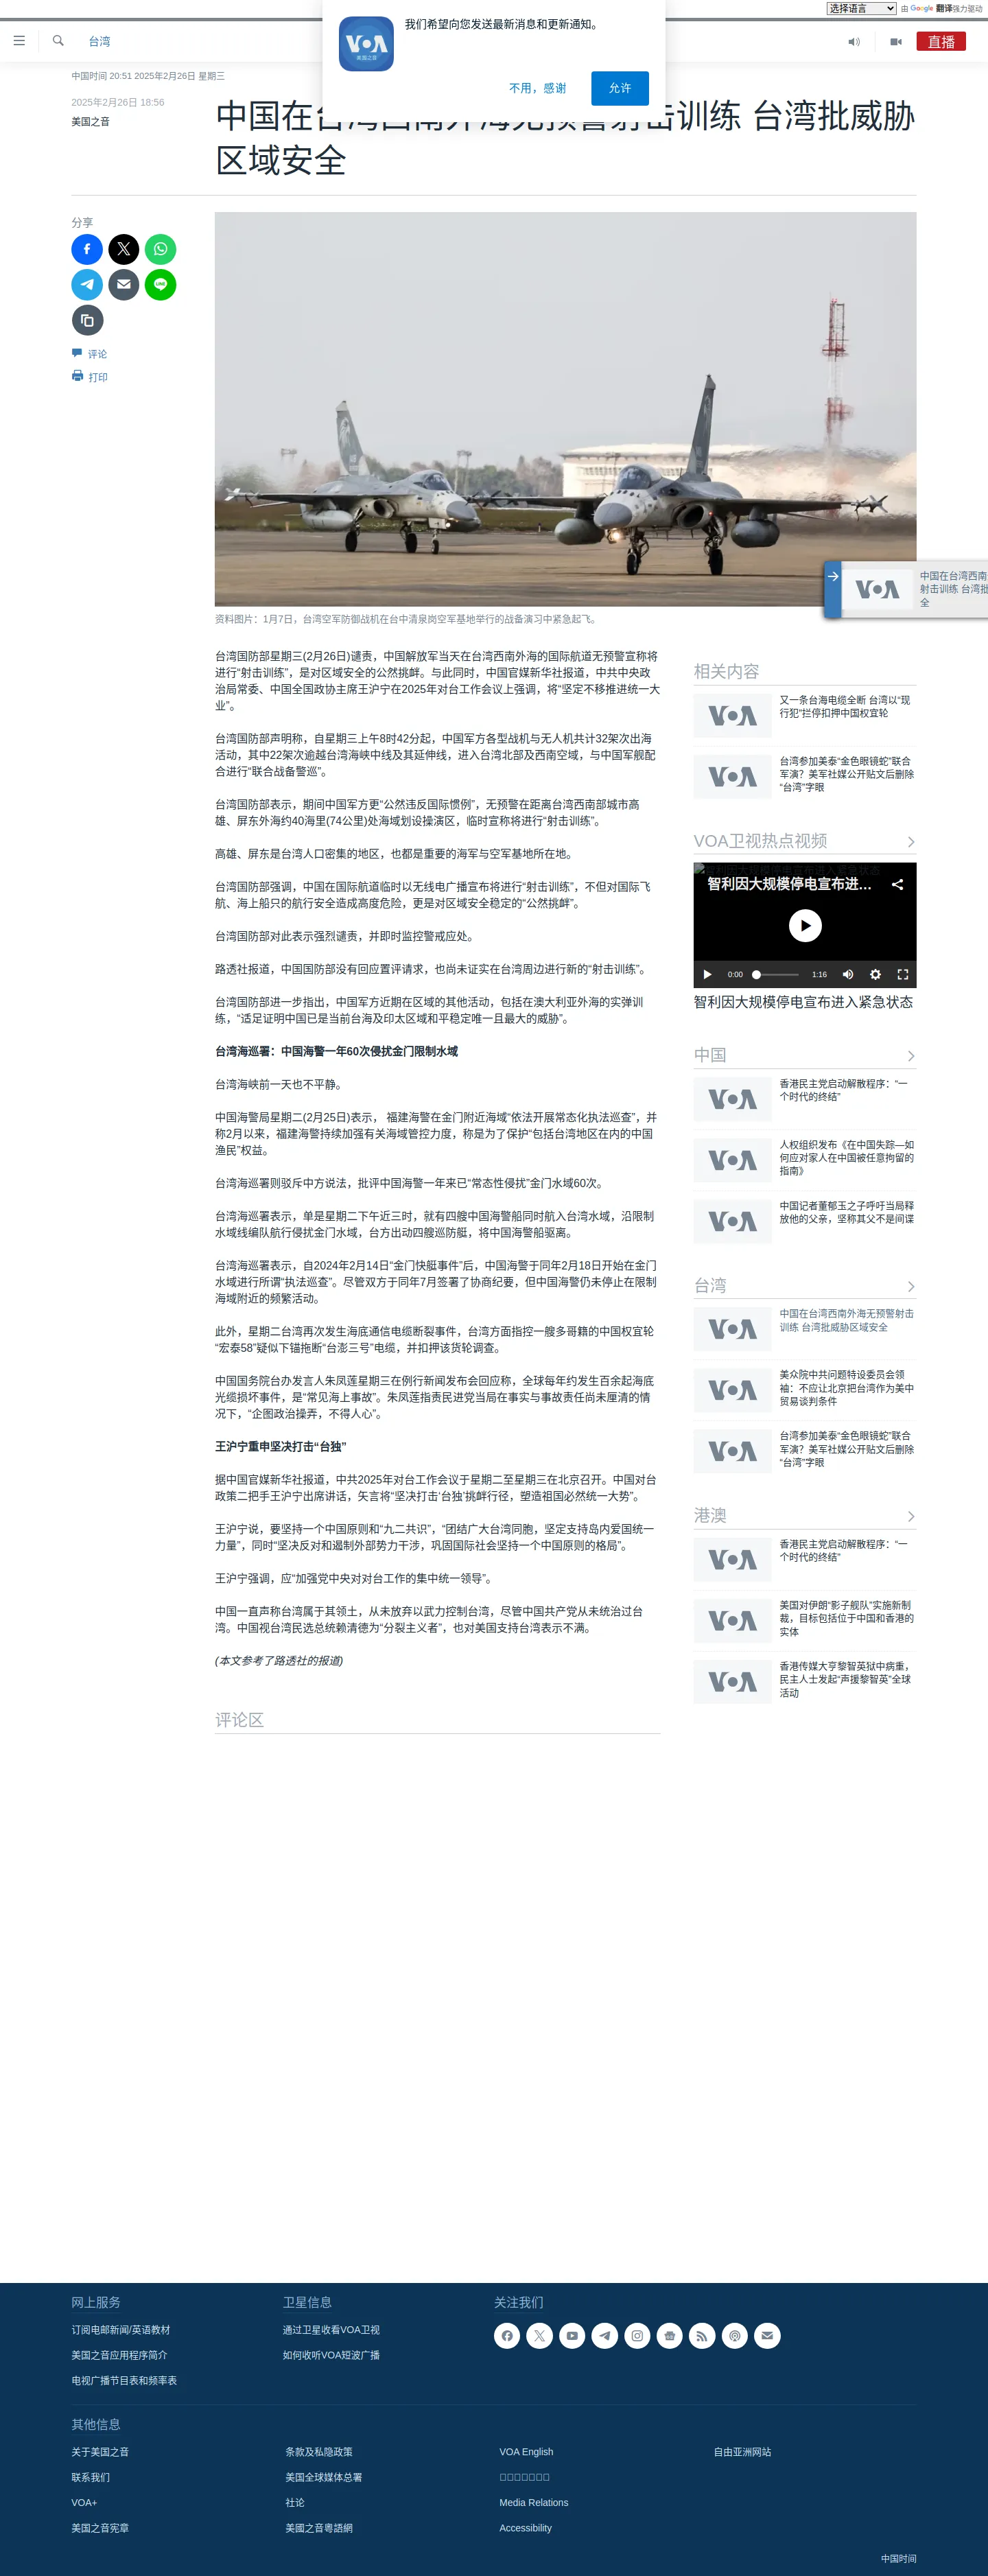 选择语言
由 Google 翻译强力驱动
台湾
直播
我们希望向您发送最新消息和更新通知。
VOA
美国之音
不用，感谢
允许
中国时间 20:51 2025年2月26日 星期三
2025年2月26日 18:56
美国之音
中国在台湾西南外海无预警射击训练 台湾批威胁
区域安全
分享
评论
打印
中国在台湾西南
射击训练 台湾批
全
资料图片：1月7日，台湾空军防御战机在台中清泉岗空军基地举行的战备演习中紧急起飞。
台湾国防部星期三(2月26日)谴责，中国解放军当天在台湾西南外海的国际航道无预警宣称将
进行“射击训练”，是对区域安全的公然挑衅。与此同时，中国官媒新华社报道，中共中央政
治局常委、中国全国政协主席王沪宁在2025年对台工作会议上强调，将“坚定不移推进统一大
业”。
台湾国防部声明称，自星期三上午8时42分起，中国军方各型战机与无人机共计32架次出海
活动，其中22架次逾越台湾海峡中线及其延伸线，进入台湾北部及西南空域，与中国军舰配
合进行“联合战备警巡”。
台湾国防部表示，期间中国军方更“公然违反国际惯例”，无预警在距离台湾西南部城市高
雄、屏东外海约40海里(74公里)处海域划设操演区，临时宣称将进行“射击训练”。
高雄、屏东是台湾人口密集的地区，也都是重要的海军与空军基地所在地。
台湾国防部强调，中国在国际航道临时以无线电广播宣布将进行“射击训练”，不但对国际飞
航、海上船只的航行安全造成高度危险，更是对区域安全稳定的“公然挑衅”。
台湾国防部对此表示强烈谴责，并即时监控警戒应处。
路透社报道，中国国防部没有回应置评请求，也尚未证实在台湾周边进行新的“射击训练”。
台湾国防部进一步指出，中国军方近期在区域的其他活动，包括在澳大利亚外海的实弹训
练，“适足证明中国已是当前台海及印太区域和平稳定唯一且最大的威胁”。
台湾海巡署：中国海警一年60次侵扰金门限制水域
台湾海峡前一天也不平静。
中国海警局星期二(2月25日)表示， 福建海警在金门附近海域“依法开展常态化执法巡查”，并
称2月以来，福建海警持续加强有关海域管控力度，称是为了保护“包括台湾地区在内的中国
渔民”权益。
台湾海巡署则驳斥中方说法，批评中国海警一年来已“常态性侵扰”金门水域60次。
台湾海巡署表示，单是星期二下午近三时，就有四艘中国海警船同时航入台湾水域，沿限制
水域线编队航行侵扰金门水域，台方出动四艘巡防艇，将中国海警船驱离。
台湾海巡署表示，自2024年2月14日“金门快艇事件”后，中国海警于同年2月18日开始在金门
水域进行所谓“执法巡查”。尽管双方于同年7月签署了协商纪要，但中国海警仍未停止在限制
海域附近的频繁活动。
此外，星期二台湾再次发生海底通信电缆断裂事件，台湾方面指控一艘多哥籍的中国权宜轮
“宏泰58”疑似下锚拖断“台澎三号”电缆，并扣押该货轮调查。
中国国务院台办发言人朱凤莲星期三在例行新闻发布会回应称，全球每年约发生百余起海底
光缆损坏事件，是“常见海上事故”。朱凤莲指责民进党当局在事实与事故责任尚未厘清的情
况下，“企图政治操弄，不得人心”。
王沪宁重申坚决打击“台独”
据中国官媒新华社报道，中共2025年对台工作会议于星期二至星期三在北京召开。中国对台
政策二把手王沪宁出席讲话，矢言将“坚决打击‘台独’挑衅行径，塑造祖国必然统一大势”。
王沪宁说，要坚持一个中国原则和“九二共识”，“团结广大台湾同胞，坚定支持岛内爱国统一
力量”，同时“坚决反对和遏制外部势力干涉，巩固国际社会坚持一个中国原则的格局”。
王沪宁强调，应“加强党中央对对台工作的集中统一领导”。
中国一直声称台湾属于其领土，从未放弃以武力控制台湾，尽管中国共产党从未统治过台
湾。中国视台湾民选总统赖清德为“分裂主义者”，也对美国支持台湾表示不满。
(本文参考了路透社的报道)
评论区
相关内容
又一条台海电缆全断 台湾以“现
行犯”拦停扣押中国权宜轮
台湾参加美泰“金色眼镜蛇”联合
军演？美军社媒公开贴文后删除
“台湾”字眼
VOA卫视热点视频
智利因大规模停电宣布进...
0:00
1:16
智利因大规模停电宣布进入紧急状态
中国
香港民主党启动解散程序：“一
个时代的终结”
人权组织发布《在中国失踪—如
何应对家人在中国被任意拘留的
指南》
中国记者董郁玉之子呼吁当局释
放他的父亲，坚称其父不是间谍
台湾
中国在台湾西南外海无预警射击
训练 台湾批威胁区域安全
美众院中共问题特设委员会领
袖：不应让北京把台湾作为美中
贸易谈判条件
台湾参加美泰“金色眼镜蛇”联合
军演？美军社媒公开贴文后删除
“台湾”字眼
港澳
香港民主党启动解散程序：“一
个时代的终结”
美国对伊朗“影子舰队”实施新制
裁，目标包括位于中国和香港的
实体
香港传媒大亨黎智英狱中病重，
民主人士发起“声援黎智英”全球
活动
网上服务
订阅电邮新闻/英语教材
美国之音应用程序简介
电视广播节目表和频率表
卫星信息
通过卫星收看VOA卫视
如何收听VOA短波广播
关注我们
其他信息
关于美国之音
联系我们
VOA+
美国之音宪章
条款及私隐政策
美国全球媒体总署
社论
美國之音粵語網
VOA English
Media Relations
Accessibility
自由亚洲网站
中国时间